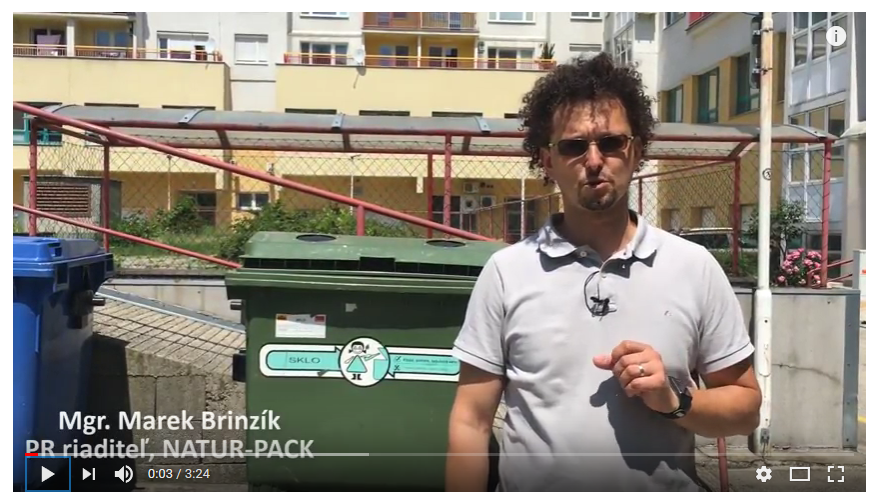 SKLO
Mgr. Marek Brinzík
PR riaditeľ, NATUR-PACK
0:03 / 3:24